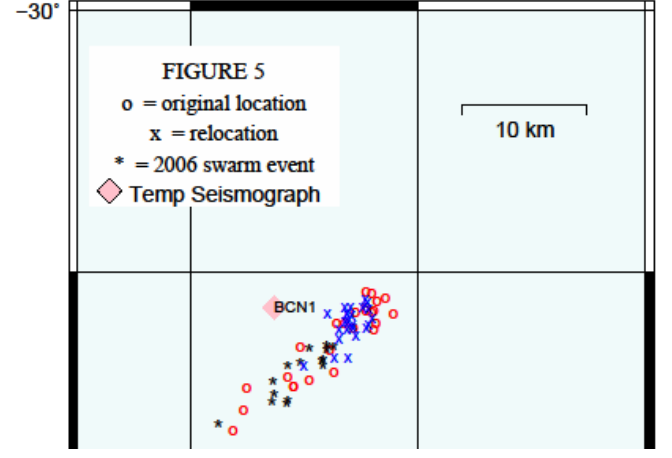 −30°
FIGURE 5
o = original location
x = relocation
* = 2006 swarm event
Temp Seismograph
10 km
BCN1